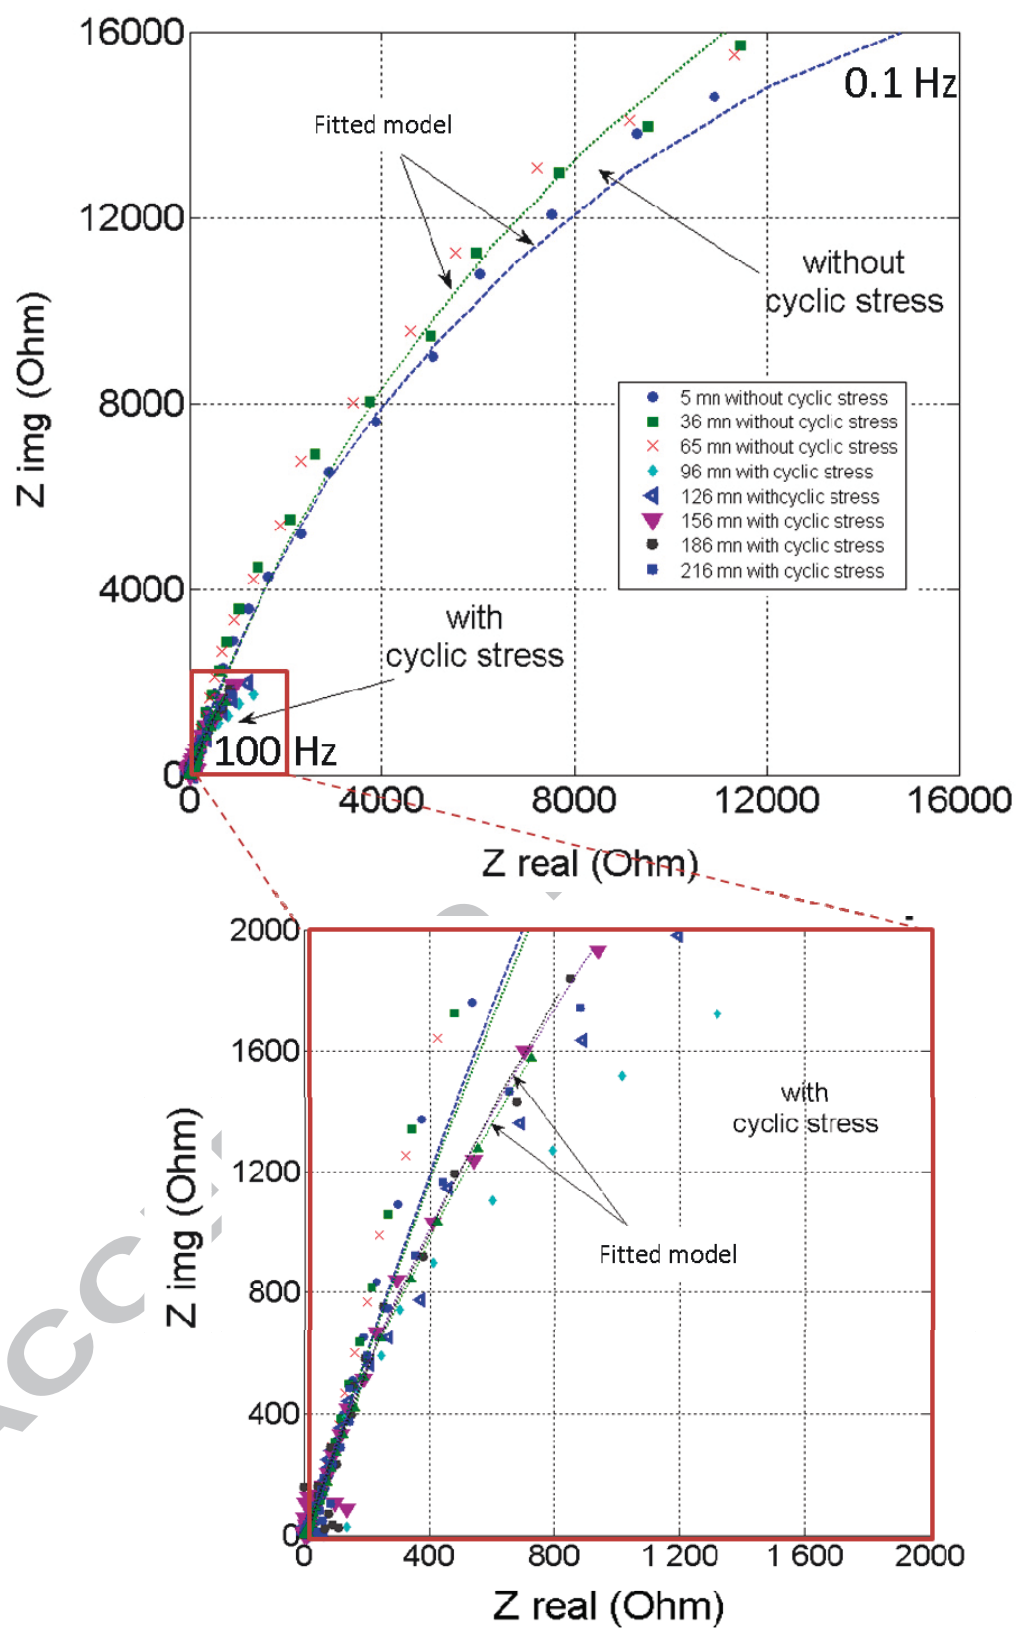 16000
0.1 Hz
Fitted model
12000
without
cyclic stress
Z img (Ohm)
8000
5 mn without cyclic stress
36 mn without cyclic stress
65 mn without cyclic stress
96 mn with cyclic stress
126 mn withcyclic stress
156 mn with cyclic stress
186 mn with cyclic stress
216 mn with cyclic stress
4000
with
cyclic stress
100 Hz
0
0 4000 8000 12000 16000
Z real (Ohm)
2000
1600
with
cyclic stress
1200
Z img (Ohm)
Fitted model
800
400
0
0 400 800 1 200 1 600 2000
Z real (Ohm)